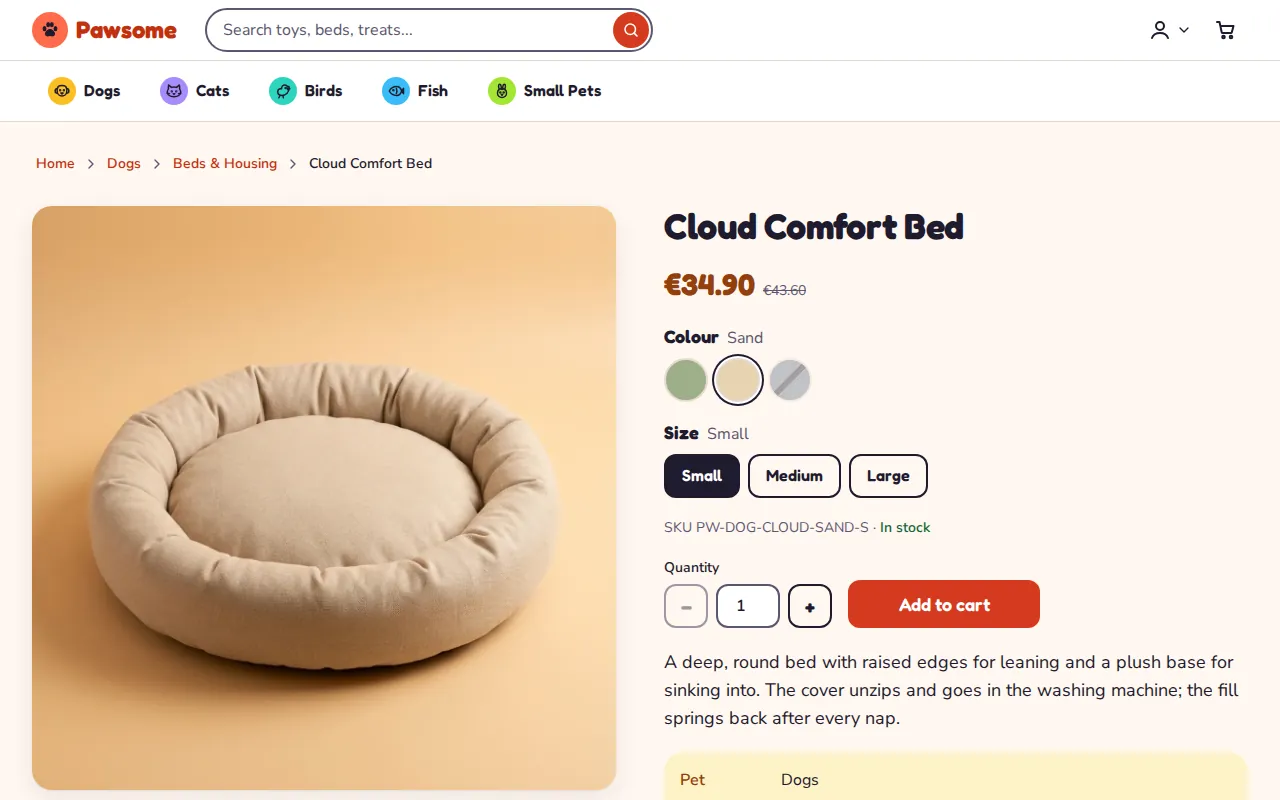 Pawsome
Search toys, beds, treats...
Dogs
Cats
Birds
Fish
Small Pets
Home
Dogs
Beds & Housing
Cloud Comfort Bed
Cloud Comfort Bed
€34.90 €43.60
Colour Sand
Size Small
Small
Medium
Large
SKU PW-DOG-CLOUD-SAND-S · In stock
Quantity
−
1
+
Add to cart
A deep, round bed with raised edges for leaning and a plush base for
sinking into. The cover unzips and goes in the washing machine; the fill
springs back after every nap.
Pet Dogs